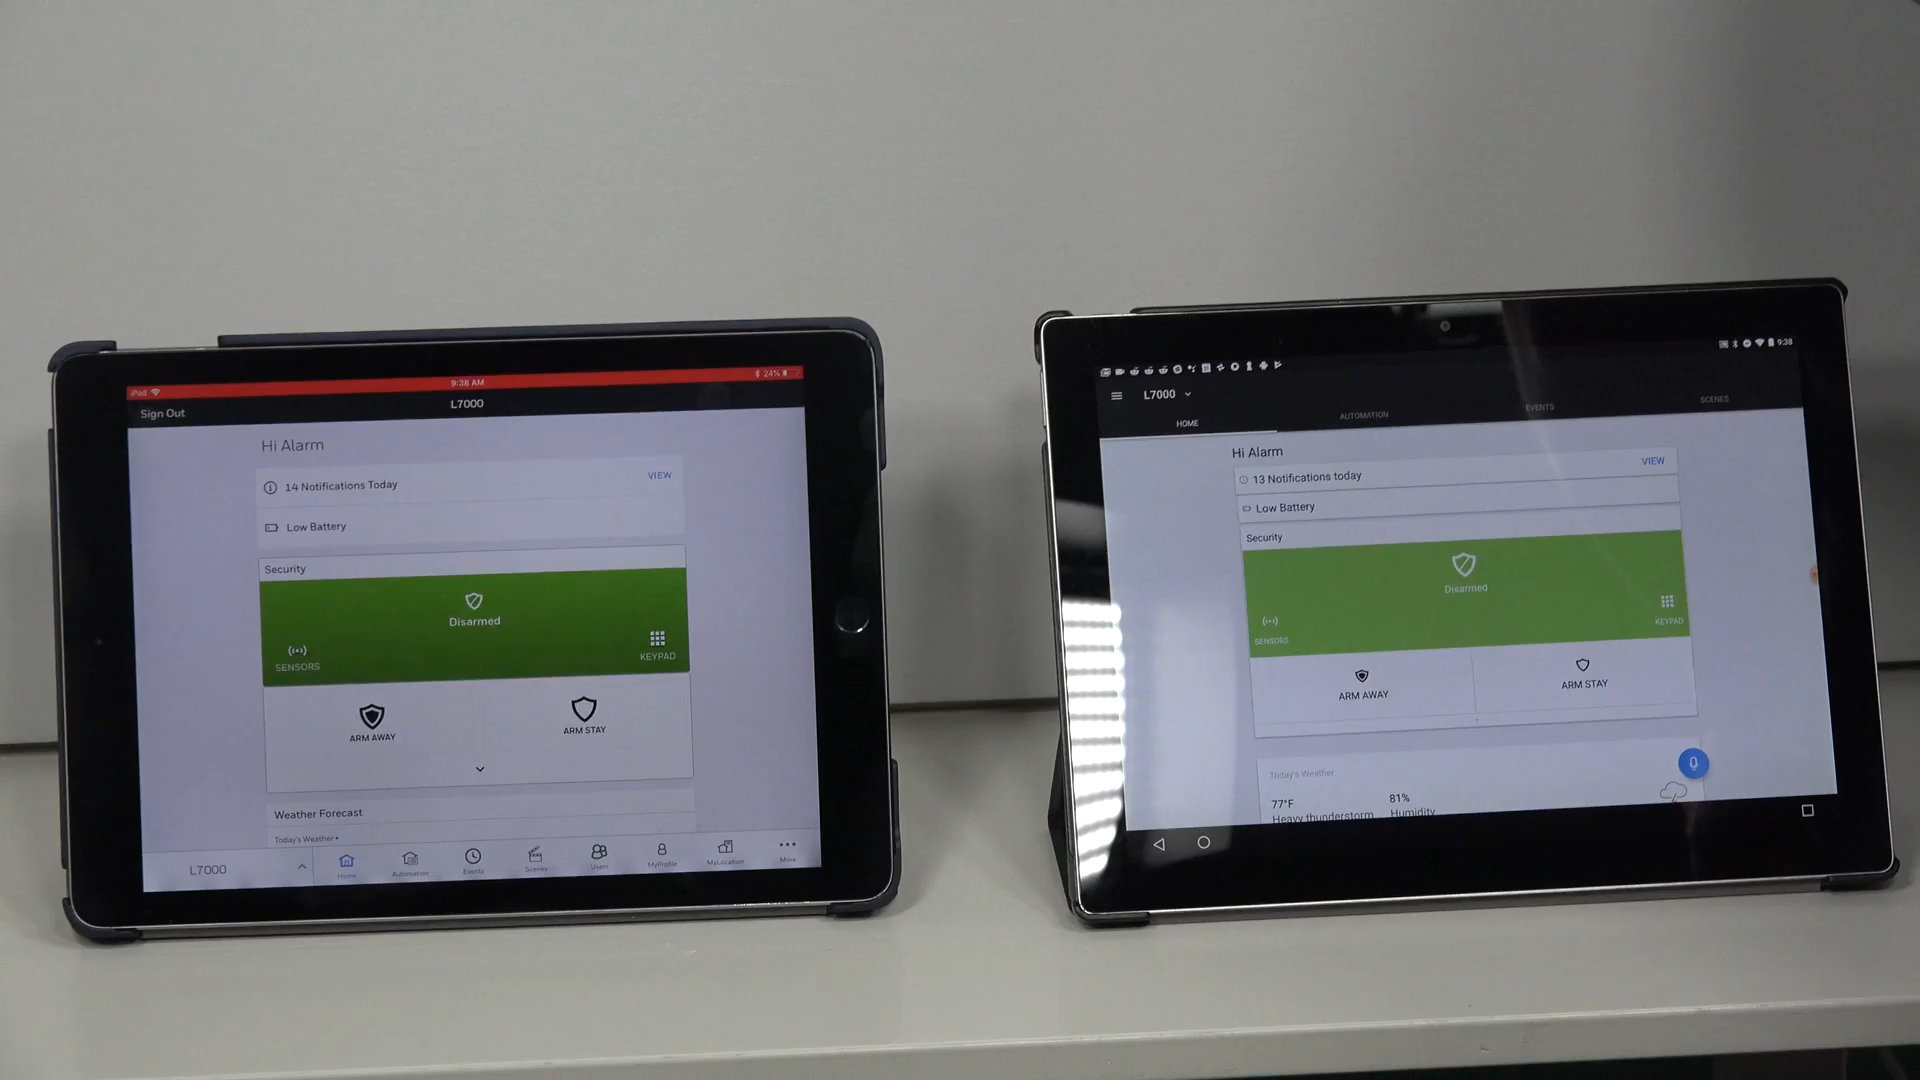 iPad
9:38 AM
24%
Sign Out
L7000
Hi Alarm
14 Notifications Today
VIEW
Low Battery
Security
Disarmed
SENSORS
KEYPAD
ARM AWAY
ARM STAY
Weather Forecast
Today's Weather •
L7000
Home
Automation
Events
Scenes
Users
MyProfile
MyLocation
More
9:38
L7000
HOME
AUTOMATION
EVENTS
SCENES
Hi Alarm
13 Notifications today
VIEW
Low Battery
Security
Disarmed
SENSORS
KEYPAD
ARM AWAY
ARM STAY
Today's Weather
77°F
81%
Heavy thunderstorm
Humidity